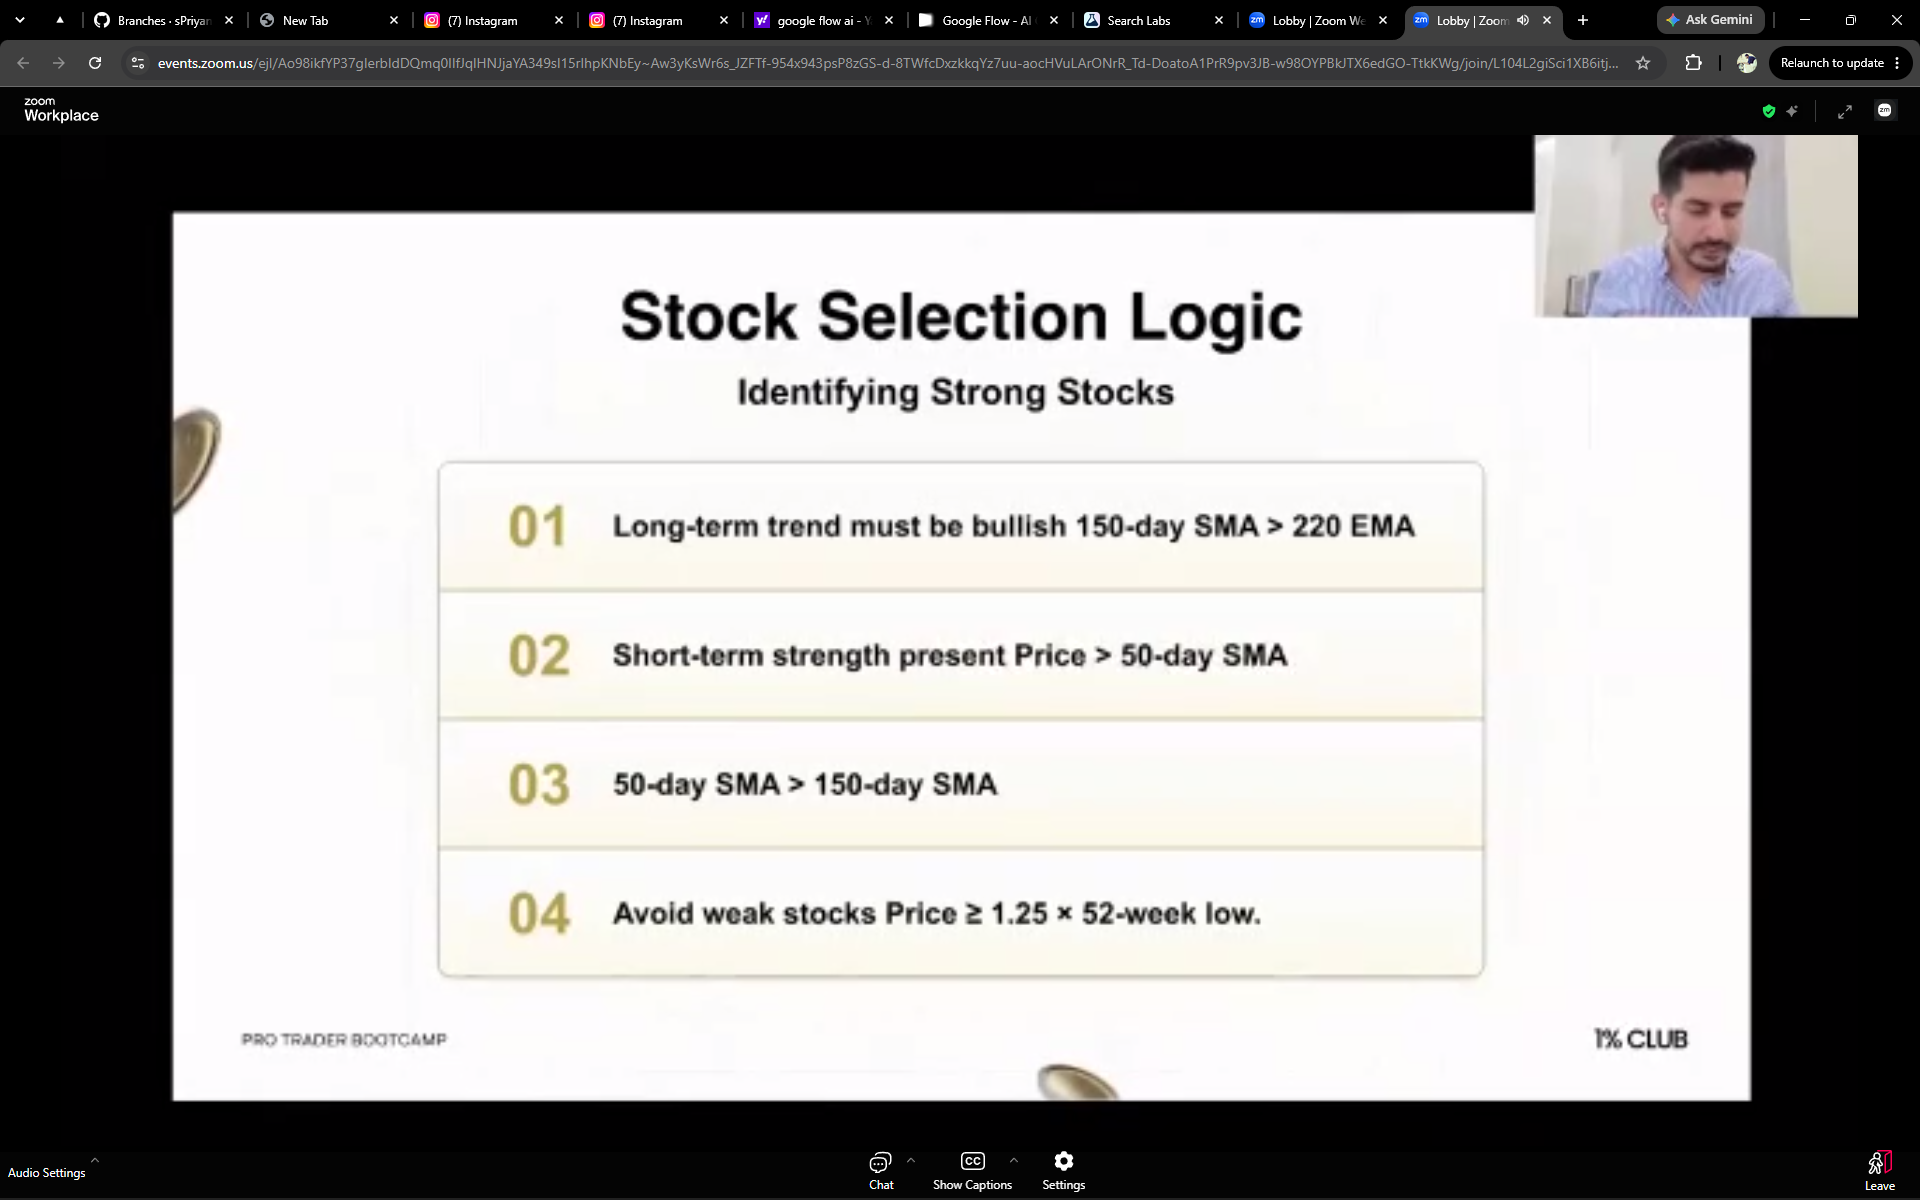 Branches · sPriyan
New Tab
(7) Instagram
(7) Instagram
google flow ai - Y
Google Flow - AI
Search Labs
Lobby | Zoom We
Lobby | Zoom
Ask Gemini
Relaunch to update
zoom
Workplace
Stock Selection Logic
Identifying Strong Stocks
01 Long-term trend must be bullish 150-day SMA > 220 EMA
02 Short-term strength present Price > 50-day SMA
03 50-day SMA > 150-day SMA
04 Avoid weak stocks Price ≥ 1.25 × 52-week low.
PRO TRADER BOOTCAMP
1% CLUB
Audio Settings
Chat
Show Captions
Settings
Leave